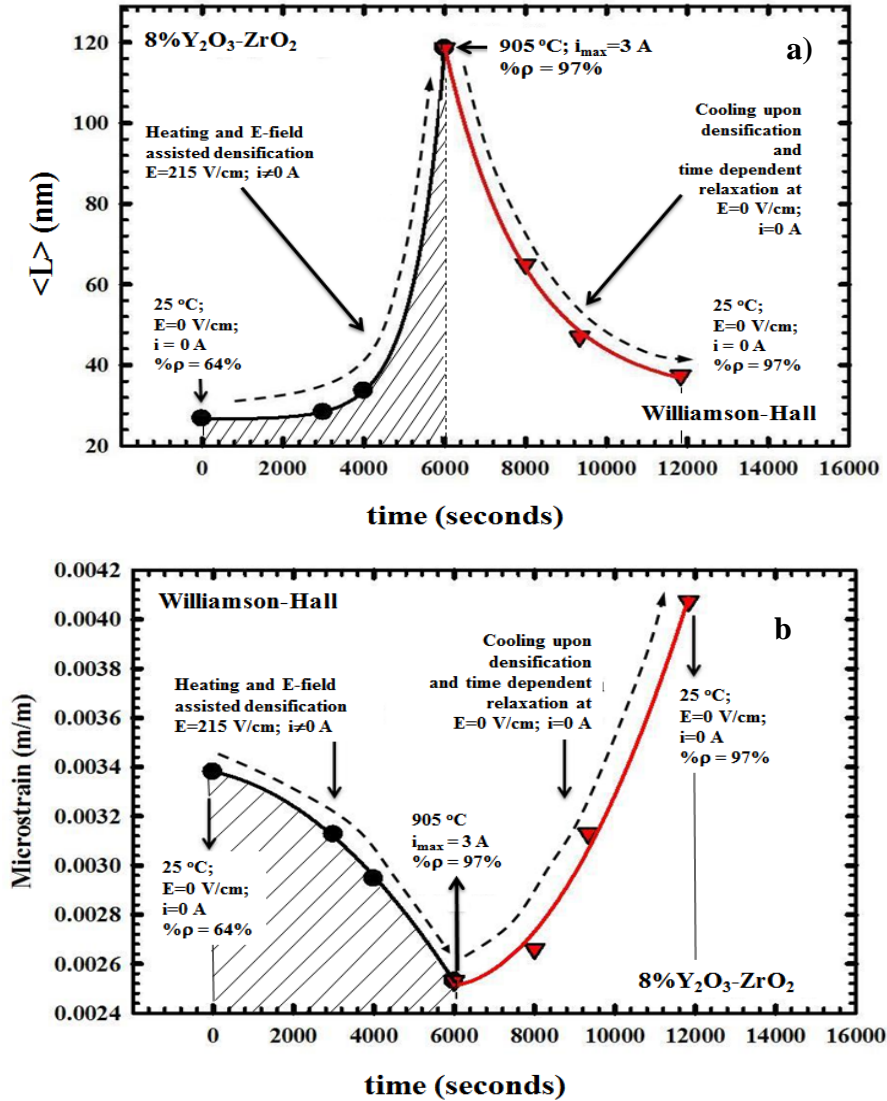 8%Y₂O₃-ZrO₂
a)
905 °C; iₘₐₓ=3 A
%ρ = 97%
Heating and E-field
assisted densification
E=215 V/cm; i≠0 A
Cooling upon
densification
and
time dependent
relaxation at
E=0 V/cm;
i=0 A
25 °C;
E=0 V/cm;
i = 0 A
%ρ = 64%
25 °C;
E=0 V/cm;
i=0 A
%ρ = 97%
Williamson-Hall
<L> (nm)
120
100
80
60
40
20
0 2000 4000 6000 8000 10000 12000 14000 16000
time (seconds)
Williamson-Hall
b
Heating and E-field
assisted densification
E=215 V/cm; i≠0 A
Cooling upon
densification
and time dependent
relaxation at
E=0 V/cm; i=0 A
25 °C;
E=0 V/cm;
i=0 A
%ρ = 97%
905 °C
iₘₐₓ = 3 A
%ρ = 97%
25 °C;
E=0 V/cm;
i=0 A
%ρ = 64%
8%Y₂O₃-ZrO₂
Microstrain (m/m)
0.0042
0.0040
0.0038
0.0036
0.0034
0.0032
0.0030
0.0028
0.0026
0.0024
0 2000 4000 6000 8000 10000 12000 14000 16000
time (seconds)